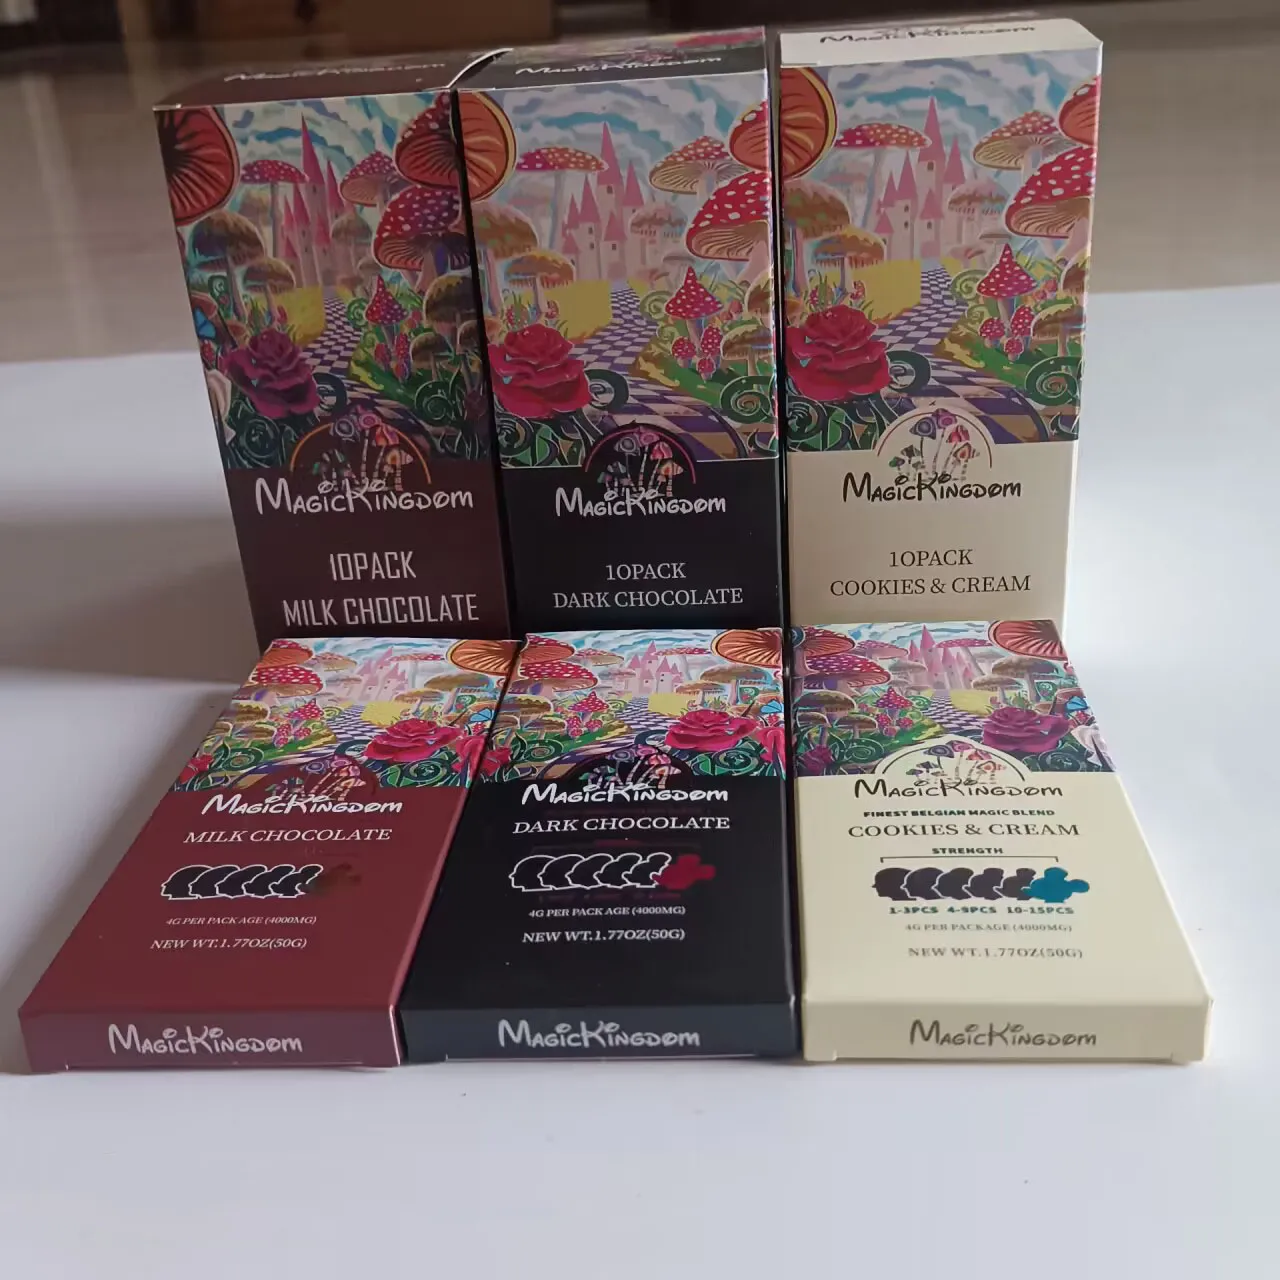 MAGICKINGDOM
MAGICKINGDOM
MAGICKINGDOM
MAGICKINGDOM
10PACK
MILK CHOCOLATE
MAGICKINGDOM
10PACK
DARK CHOCOLATE
MAGICKINGDOM
10PACK
COOKIES & CREAM
MAGICKINGDOM
MILK CHOCOLATE
4G PER PACK AGE (4000MG)
NEW WT.1.77OZ(50G)
MAGICKINGDOM
MAGICKINGDOM
DARK CHOCOLATE
4G PER PACK AGE (4000MG)
NEW WT.1.77OZ(50G)
MAGICKINGDOM
MAGICKINGDOM
FINEST BELGIAN MAGIC BLEND
COOKIES & CREAM
STRENGTH
1-3PCS 4-9PCS 10-15PCS
4G PER PACKAGE (4000MG)
NEW WT.1.77OZ(50G)
MAGICKINGDOM